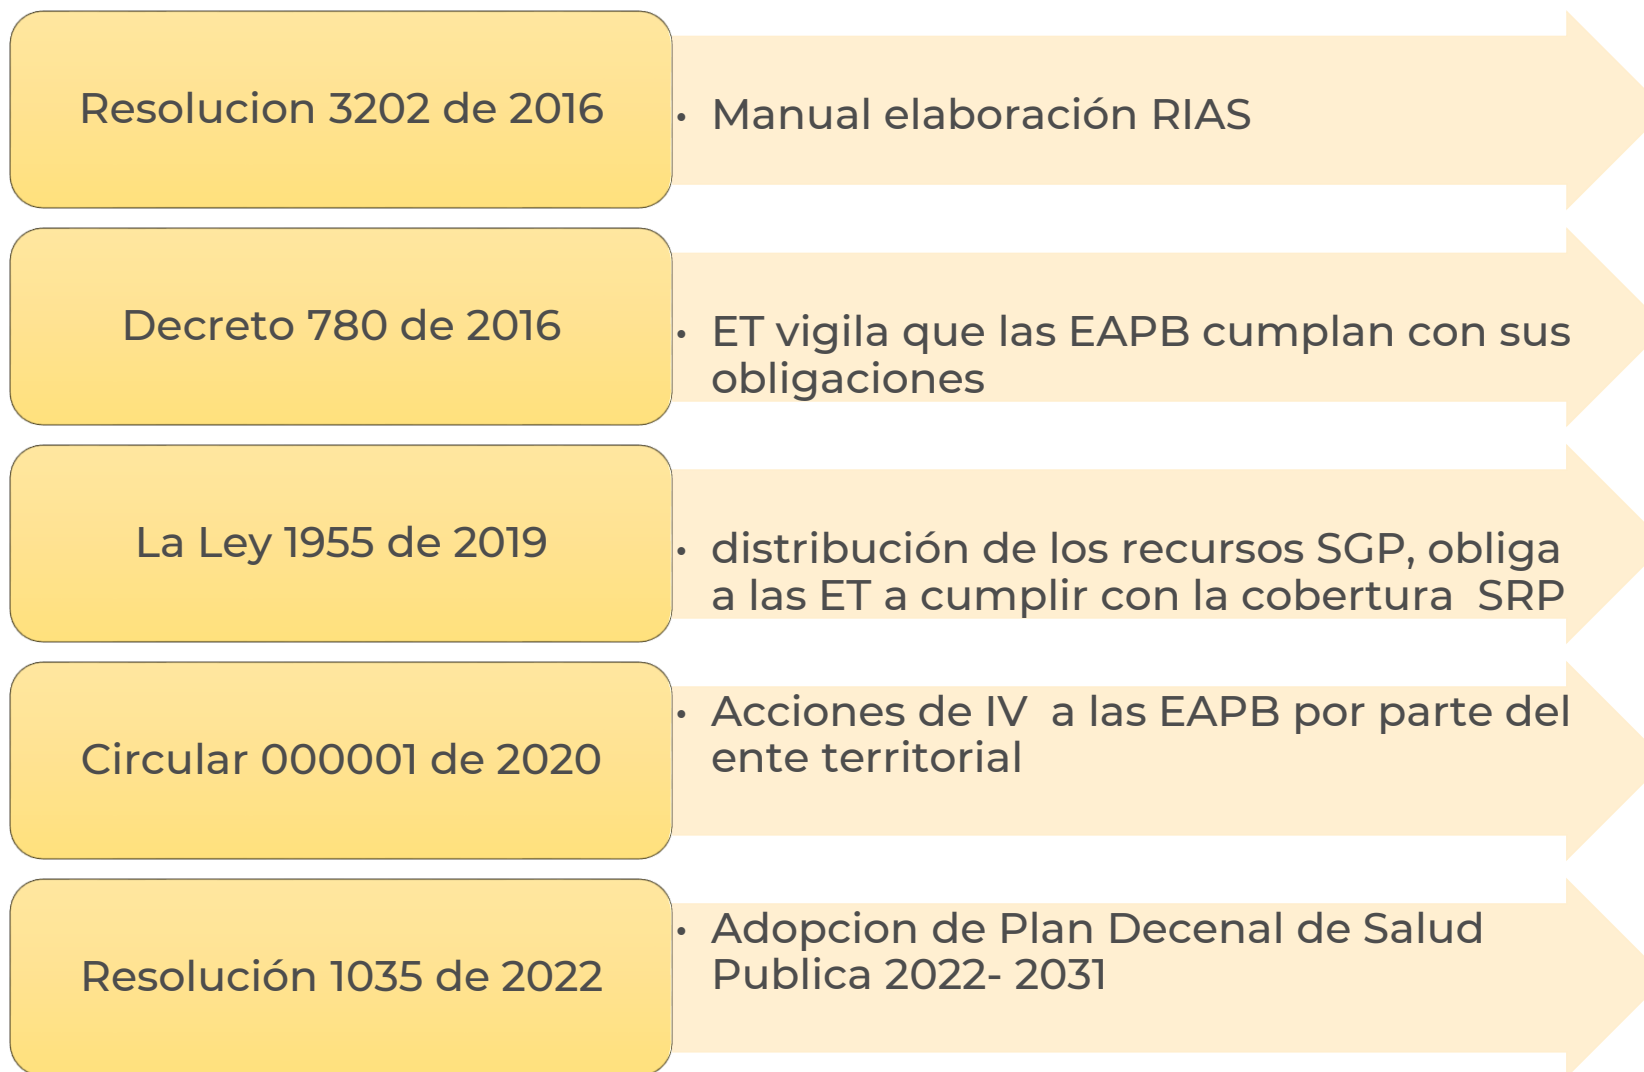 Resolucion 3202 de 2016
• Manual elaboración RIAS
Decreto 780 de 2016
• ET vigila que las EAPB cumplan con sus
obligaciones
La Ley 1955 de 2019
• distribución de los recursos SGP, obliga
a las ET a cumplir con la cobertura  SRP
Circular 000001 de 2020
• Acciones de IV  a las EAPB por parte del
ente territorial
Resolución 1035 de 2022
• Adopcion de Plan Decenal de Salud
Publica 2022- 2031